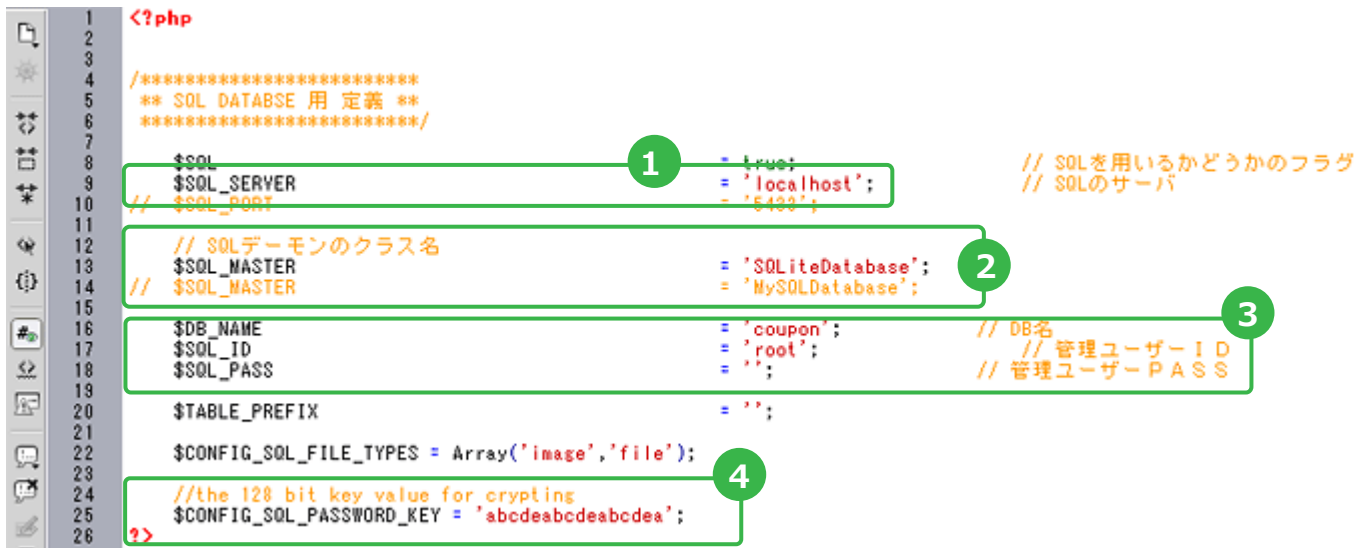 1 <?php
2
3
4 /*************************
5 ** SQL DATABSE 用 定義 **
6 *************************/
7
8 $SQL = true; // SQLを用いるかどうかのフラグ
1
9 $SQL_SERVER = 'localhost'; // SQLのサーバ
10 // $SQL_PORT = '5433';
11
12 // SQLデーモンのクラス名
2
13 $SQL_MASTER = 'SQLiteDatabase';
14 // $SQL_MASTER = 'MySQLDatabase';
15
3
16 $DB_NAME = 'coupon'; // DB名
17 $SQL_ID = 'root'; // 管理ユーザーＩＤ
18 $SQL_PASS = ''; // 管理ユーザーＰＡＳＳ
19
20 $TABLE_PREFIX = '';
21
22 $CONFIG_SQL_FILE_TYPES = Array('image','file');
23
4
24 //the 128 bit key value for crypting
25 $CONFIG_SQL_PASSWORD_KEY = 'abcdeabcdeabcdea';
26 ?>